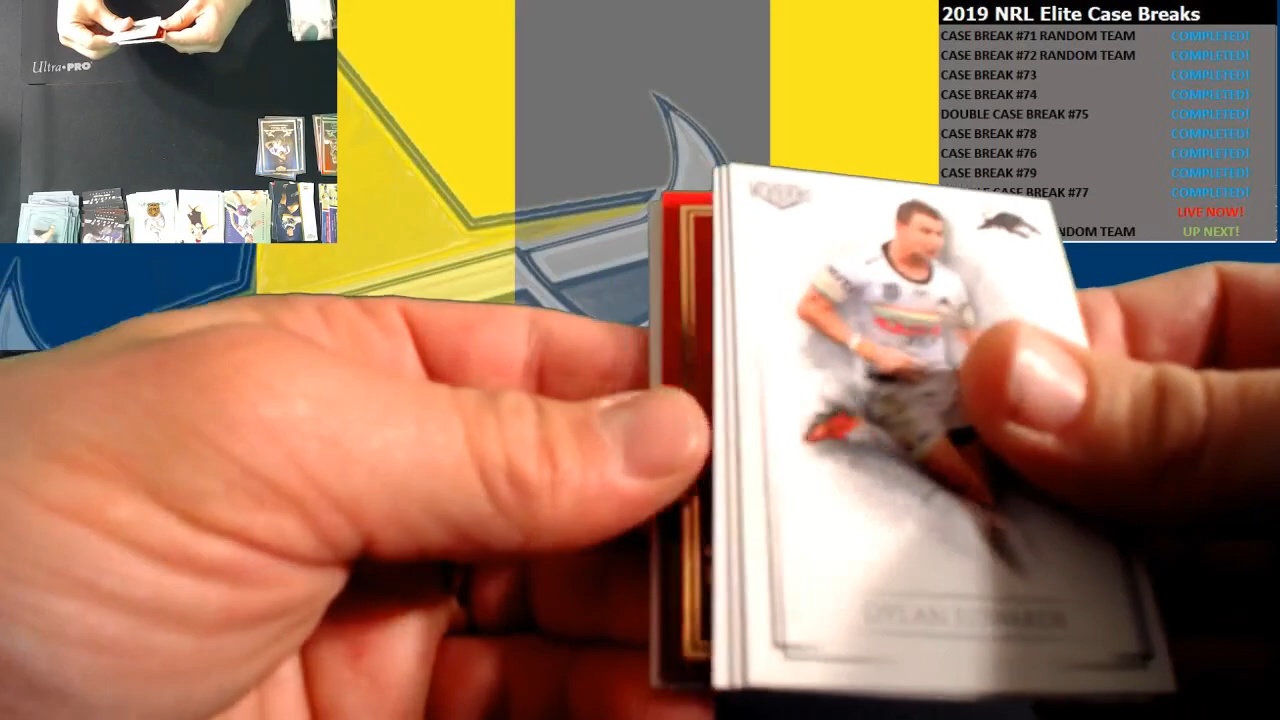 Ultra•PRO
2019 NRL Elite Case Breaks
CASE BREAK #71 RANDOM TEAM COMPLETED!
CASE BREAK #72 RANDOM TEAM COMPLETED!
CASE BREAK #73 COMPLETED!
CASE BREAK #74 COMPLETED!
DOUBLE CASE BREAK #75 COMPLETED!
CASE BREAK #78 COMPLETED!
CASE BREAK #76 COMPLETED!
CASE BREAK #79 COMPLETED!
CASE BREAK #77 COMPLETED!
LIVE NOW!
TEAM UP NEXT!
DYLAN EDWARDS